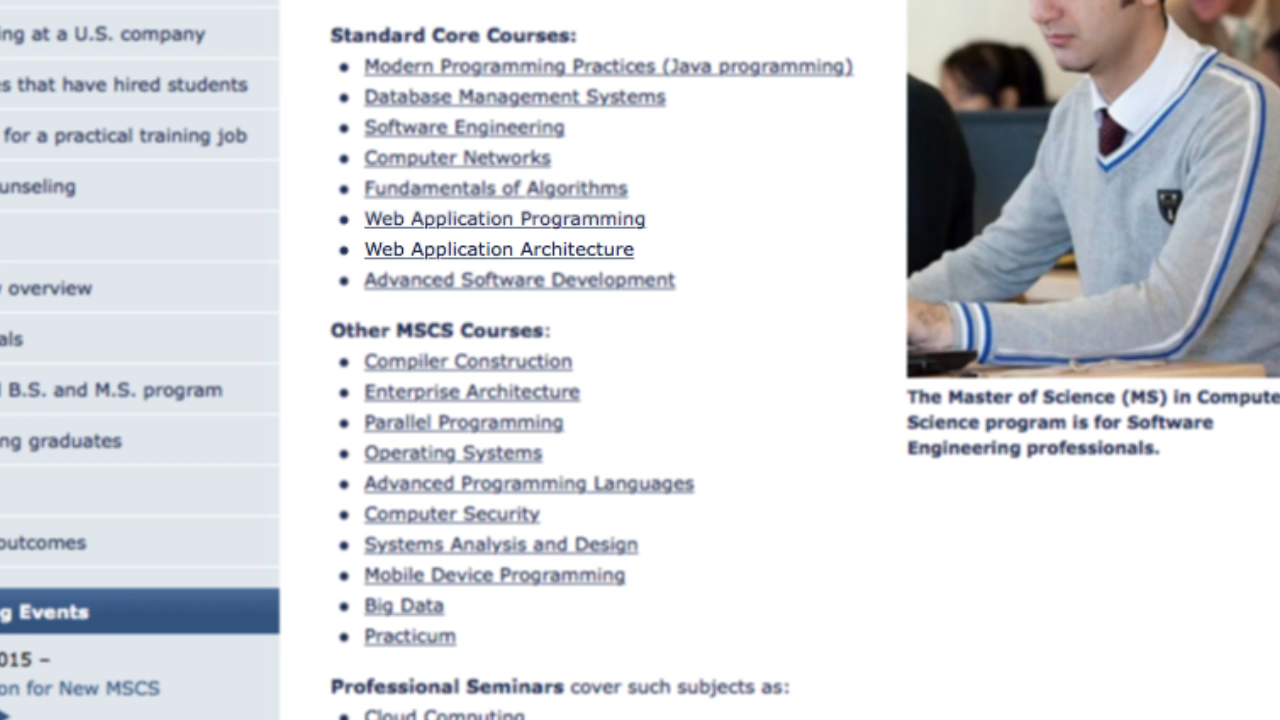 ing at a U.S. company
s that have hired students
for a practical training job
unseling
overview
als
B.S. and M.S. program
ng graduates
outcomes
g Events
015 –
on for New MSCS
Standard Core Courses:
• Modern Programming Practices (Java programming)
• Database Management Systems
• Software Engineering
• Computer Networks
• Fundamentals of Algorithms
• Web Application Programming
• Web Application Architecture
• Advanced Software Development
Other MSCS Courses:
• Compiler Construction
• Enterprise Architecture
• Parallel Programming
• Operating Systems
• Advanced Programming Languages
• Computer Security
• Systems Analysis and Design
• Mobile Device Programming
• Big Data
• Practicum
Professional Seminars cover such subjects as:
• Cloud Computing
The Master of Science (MS) in Compute
Science program is for Software
Engineering professionals.